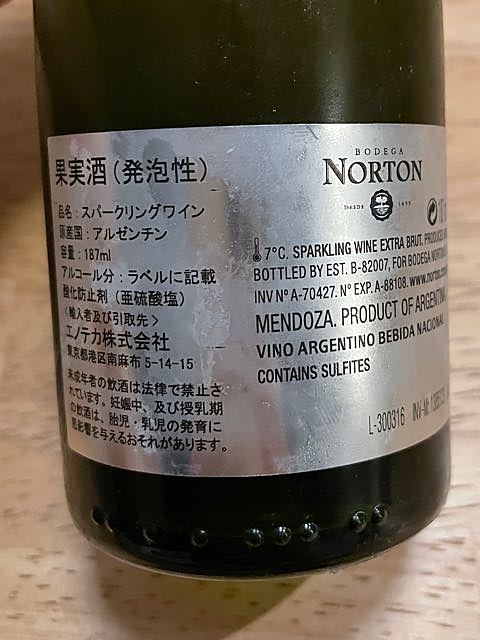 果実酒(発泡性)
品名：スパークリングワイン
原産国：アルゼンチン
容量：187ml
アルコール分：ラベルに記載
酸化防止剤（亜硫酸塩）
〈輸入者及び引取先〉
エノテカ株式会社
東京都港区南麻布 5-14-15
未成年者の飲酒は法律で禁止さ
れています。妊娠中、及び授乳期
の飲酒は、胎児・乳児の発育に
悪影響を与えるおそれがあります。
BODEGA
NORTON
DESDE 1895
7°C. SPARKLING WINE EXTRA BRUT. PRODUCED
BOTTLED BY EST. B-82007, FOR BODEGA NORTON
INV Nº A-70427. Nº EXP. A-88108. www.norton.com
MENDOZA. PRODUCT OF ARGENTINA
VINO ARGENTINO BEBIDA NACIONAL
CONTAINS SULFITES
L-300316